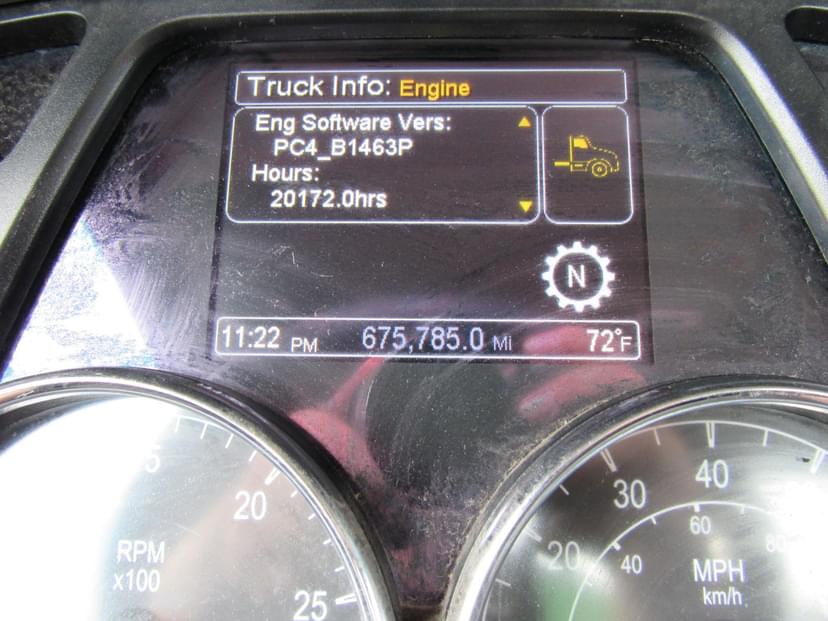 Truck Info: Engine
Eng Software Vers:
PC4_B1463P
Hours:
20172.0hrs
N
11:22 PM 675,785.0 Mi 72°F
20
25
RPM
x100
20
30
40
40
60
80
MPH
km/h